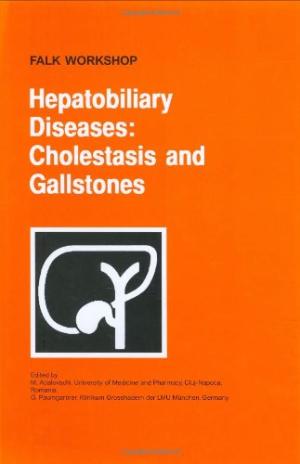 FALK WORKSHOP
Hepatobiliary
Diseases:
Cholestasis and
Gallstones
Edited by
M. Acalovschi, University of Medicine and Pharmacy, Cluj-Napoca,
Romania
G. Paumgartner, Klinikum Grosshadern der LMU München, Germany